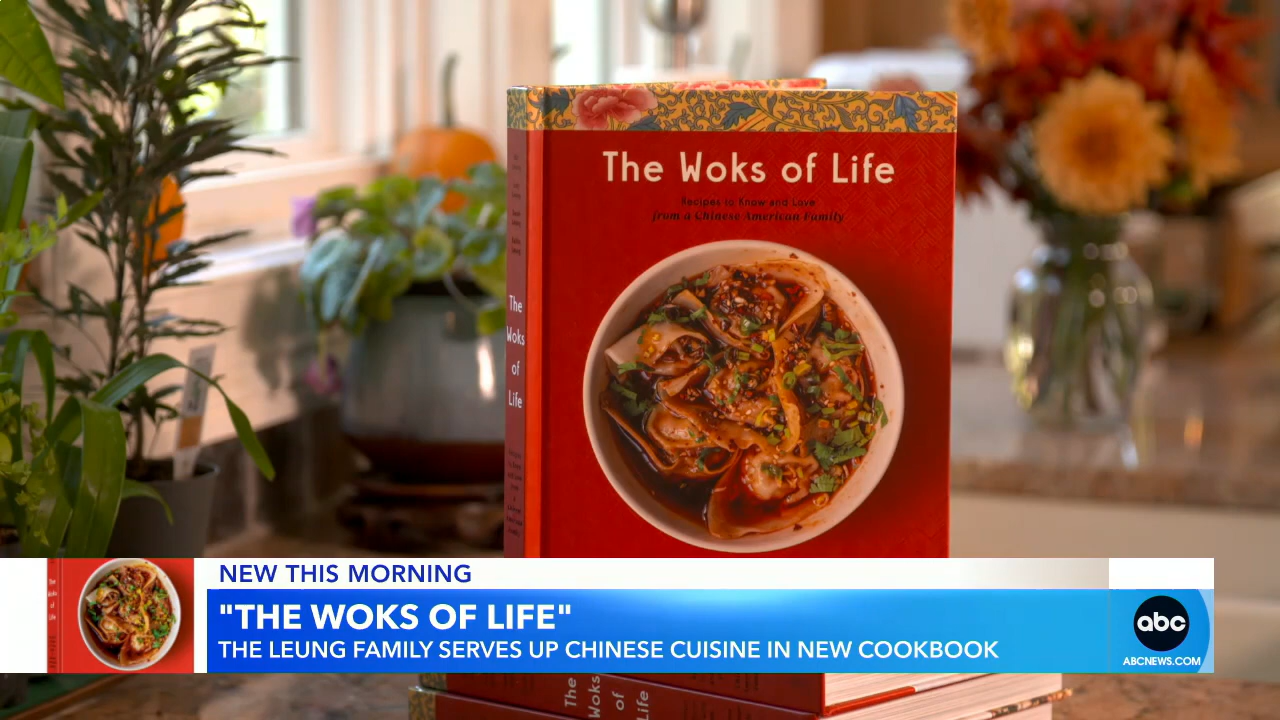 The Woks of Life
Recipes to Know and Love
from a Chinese American Family
The
Woks
of
Life
NEW THIS MORNING
"THE WOKS OF LIFE"
THE LEUNG FAMILY SERVES UP CHINESE CUISINE IN NEW COOKBOOK
abc
ABCNEWS.COM
The
Woks
of
Life